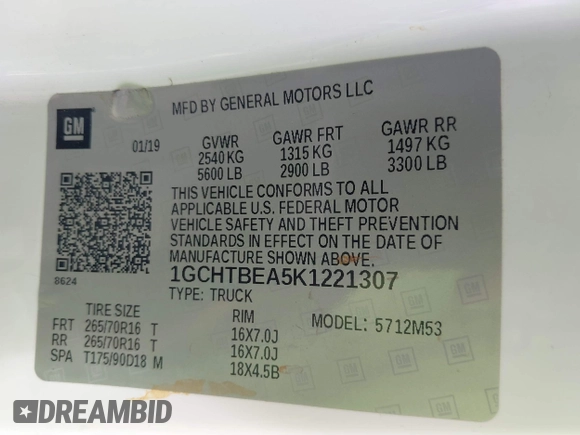 MFD BY GENERAL MOTORS LLC
GM
01/19
GVWR GAWR FRT GAWR RR
2540 KG 1315 KG 1497 KG
5600 LB 2900 LB 3300 LB
THIS VEHICLE CONFORMS TO ALL
APPLICABLE U.S. FEDERAL MOTOR
VEHICLE SAFETY AND THEFT PREVENTION
STANDARDS IN EFFECT ON THE DATE OF
MANUFACTURE SHOWN ABOVE.
8624
1GCHTBEA5K1221307
TYPE: TRUCK
TIRE SIZE RIM MODEL: 5712M53
FRT 265/70R16 T 16X7.0J
RR 265/70R16 T 16X7.0J
SPA T175/90D18 M 18X4.5B
DREAMBID